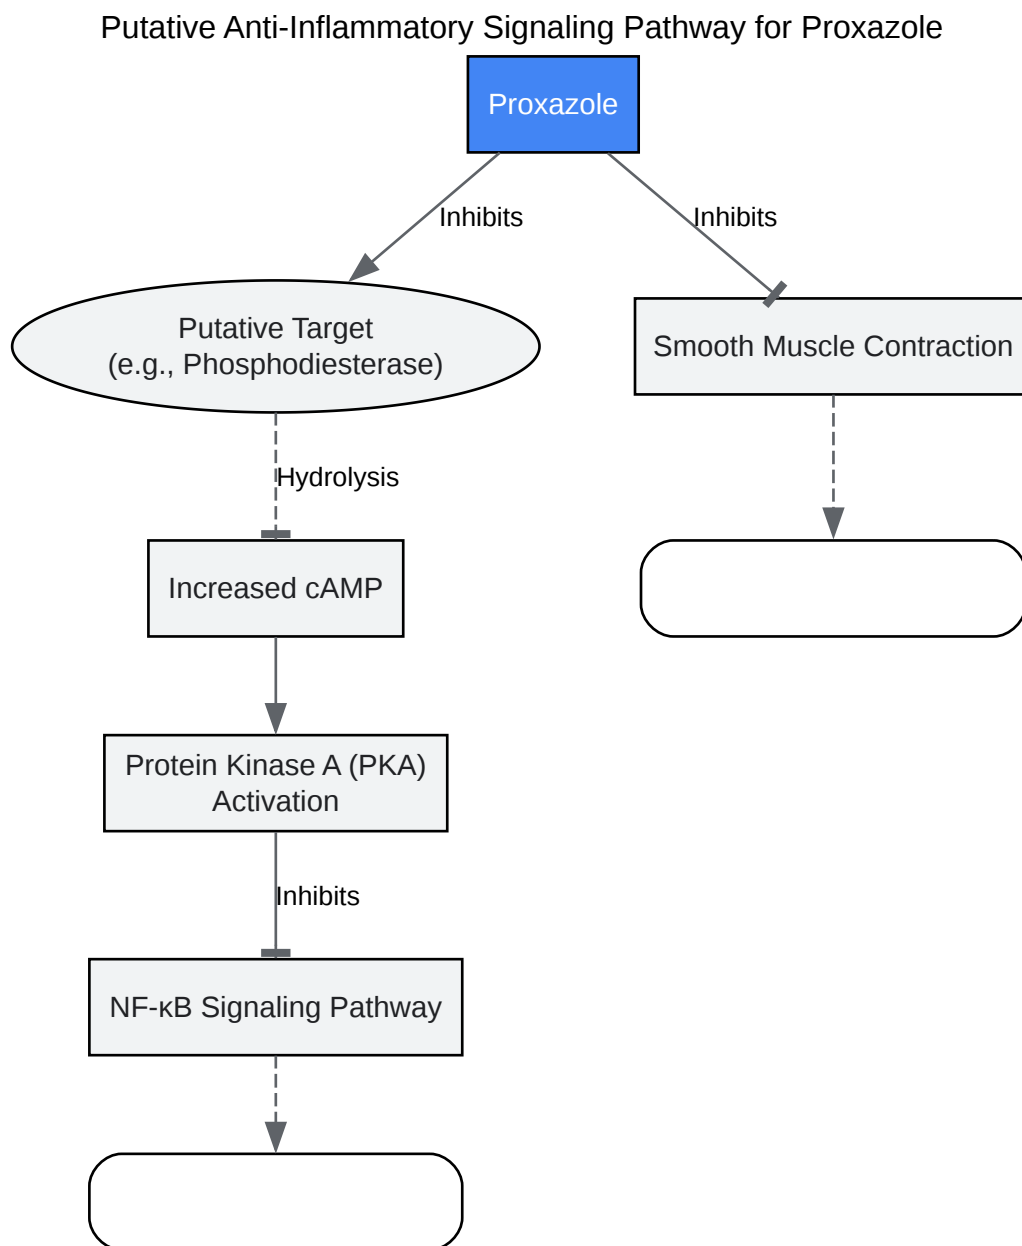 Putative Anti-Inflammatory Signaling Pathway for Proxazole
Proxazole
Inhibits
Inhibits
Putative Target
(e.g., Phosphodiesterase)
Smooth Muscle Contraction
Hydrolysis
Increased cAMP
Protein Kinase A (PKA)
Activation
Inhibits
NF-κB Signaling Pathway